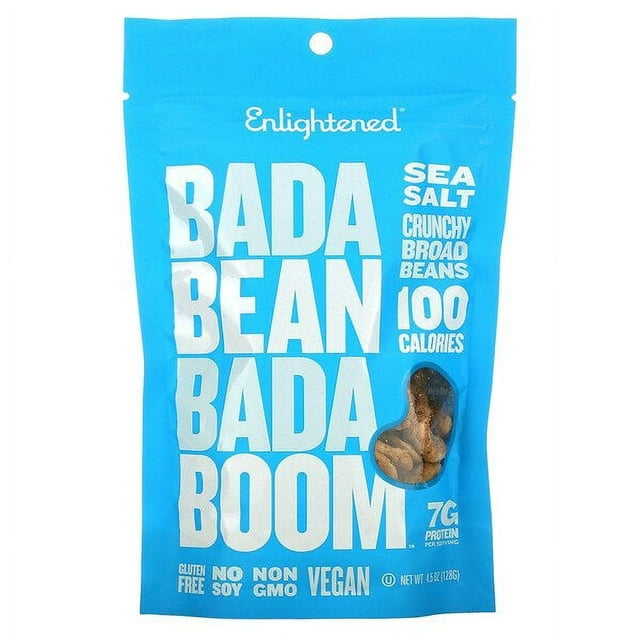 Enlightened®
BADA
BEAN
BADA
BOOM™
SEA
SALT
CRUNCHY
BROAD
BEANS
100
CALORIES
7G
PROTEIN
PER SERVING
GLUTEN
FREE
NO
SOY
NON
GMO
VEGAN
U NET WT 4.5 OZ (128G)